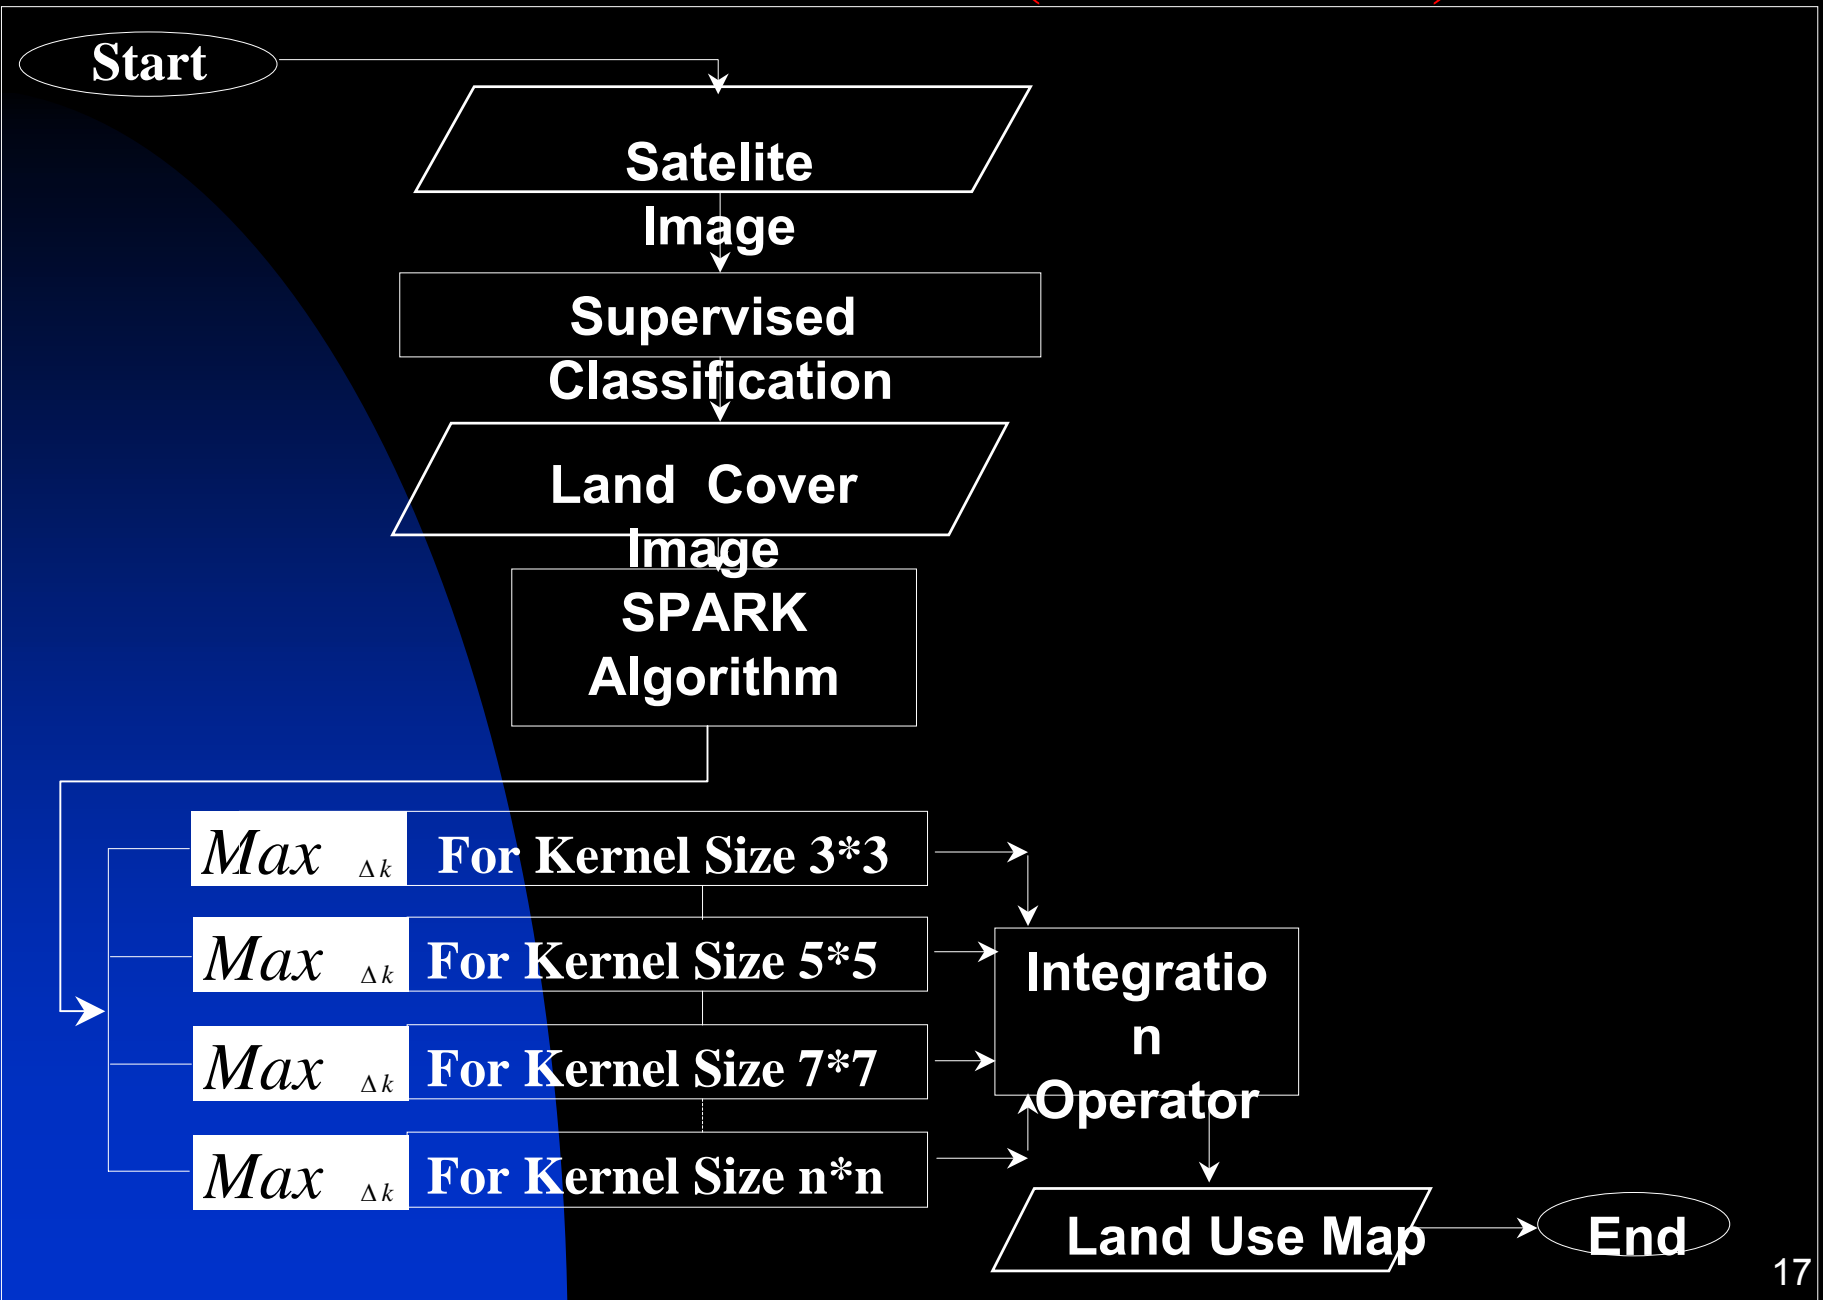 Start
Satelite
Image
Supervised
Classification
Land Cover
Image
SPARK
Algorithm
Max Δk For Kernel Size 3*3
Max Δk For Kernel Size 5*5
Max Δk For Kernel Size 7*7
Max Δk For Kernel Size n*n
Integratio
n
Operator
Land Use Map
End
17